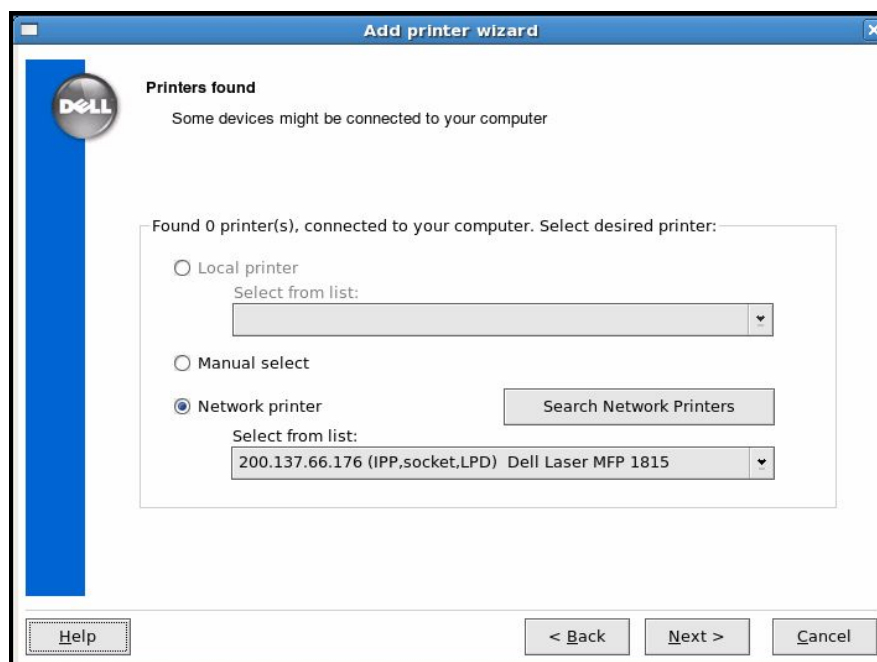 Add printer wizard
DELL
Printers found
Some devices might be connected to your computer
Found 0 printer(s), connected to your computer. Select desired printer:
Local printer
Select from list:
Manual select
Network printer
Search Network Printers
Select from list:
200.137.66.176 (IPP,socket,LPD)  Dell Laser MFP 1815
Help
< Back
Next >
Cancel